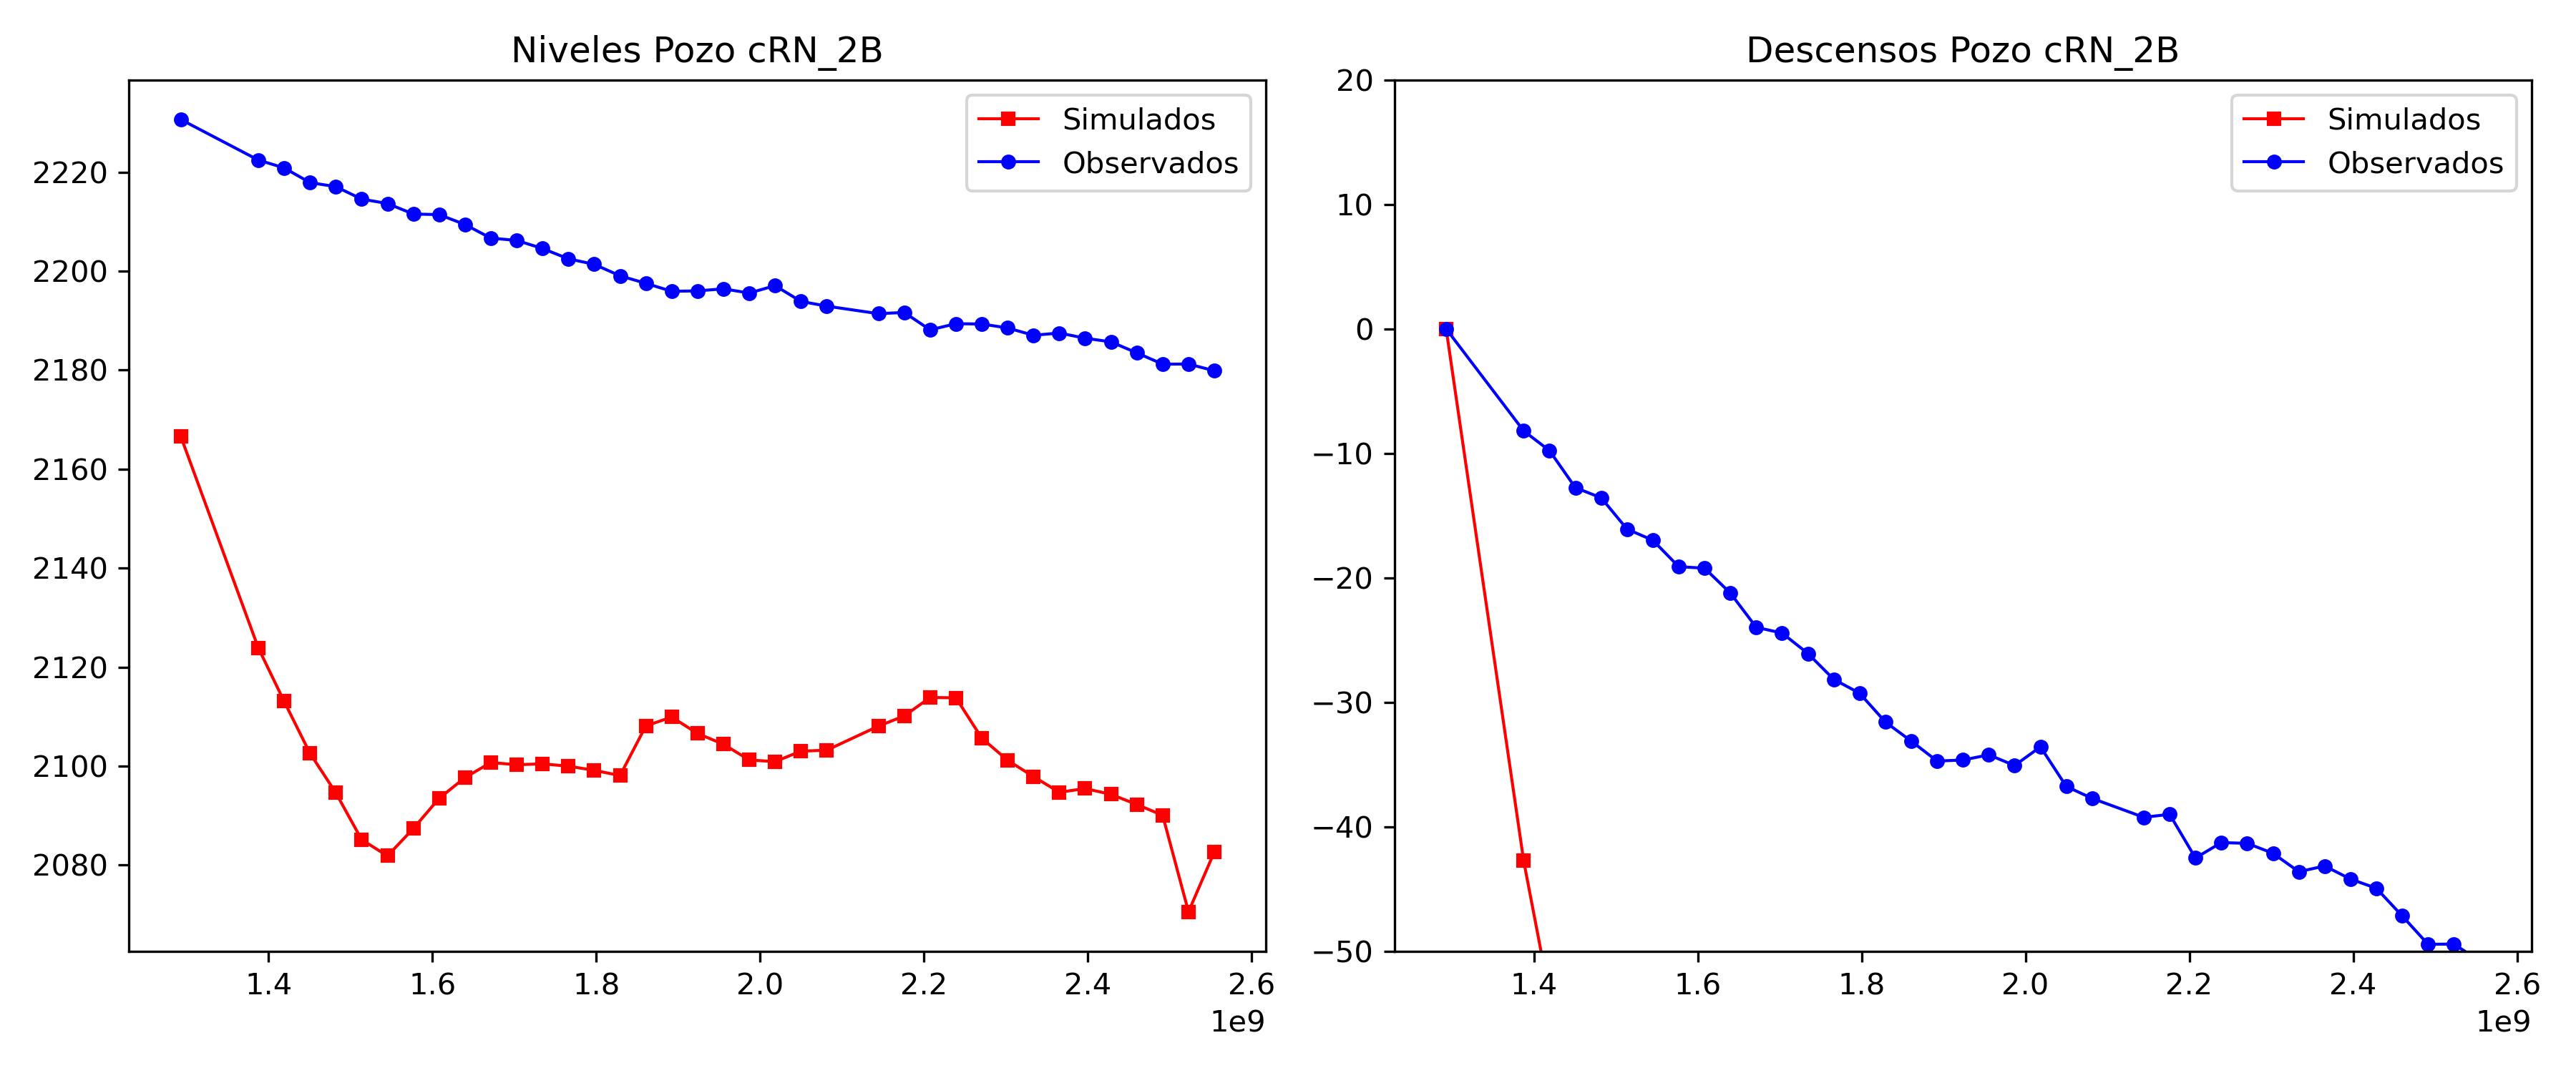 Niveles Pozo cRN_2B
Simulados
Observados
2220
2200
2180
2160
2140
2120
2100
2080
1.4 1.6 1.8 2.0 2.2 2.4 2.6
1e9
Descensos Pozo cRN_2B
Simulados
Observados
20
10
0
−10
−20
−30
−40
−50
1.4 1.6 1.8 2.0 2.2 2.4 2.6
1e9